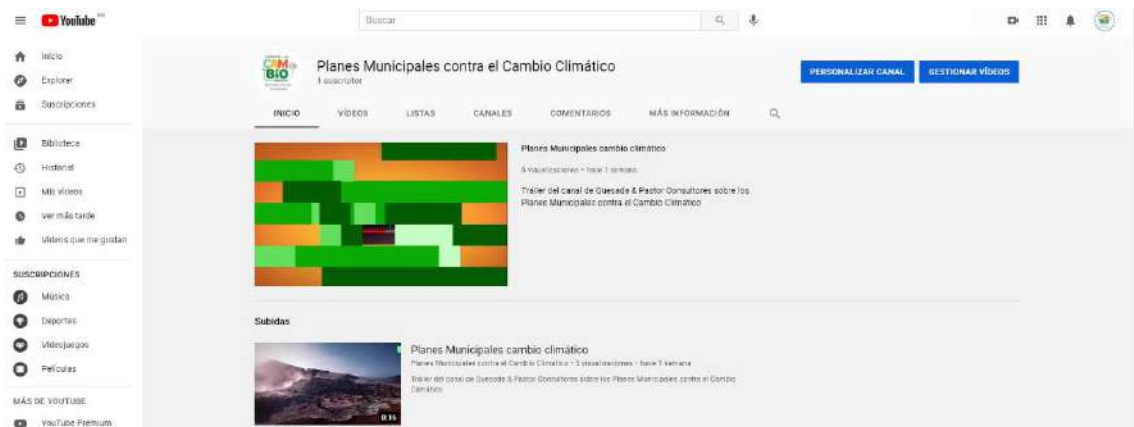 YouTube ES
Buscar
Inicio
Explorar
Suscripciones
Biblioteca
Historial
Mis vídeos
Ver más tarde
Vídeos que me gustan
SUSCRIPCIONES
Música
Deportes
Videojuegos
Películas
MÁS DE YOUTUBE
YouTube Premium
CAMBIO
Planes Municipales contra el Cambio Climático
1 suscriptor
PERSONALIZAR CANAL
GESTIONAR VÍDEOS
INICIO VÍDEOS LISTAS CANALES COMENTARIOS MÁS INFORMACIÓN
Planes Municipales cambio climático
visualizaciones • hace 1 semana
Tráiler del canal de Quesada & Pastor Consultores sobre los
Planes Municipales contra el Cambio Climático
Subidas
Planes Municipales cambio climático
Planes Municipales contra el Cambio Climático • 3 visualizaciones • hace 1 semana
Tráiler del canal de Quesada & Pastor Consultores sobre los Planes Municipales contra el Cambio
Climático
0:16